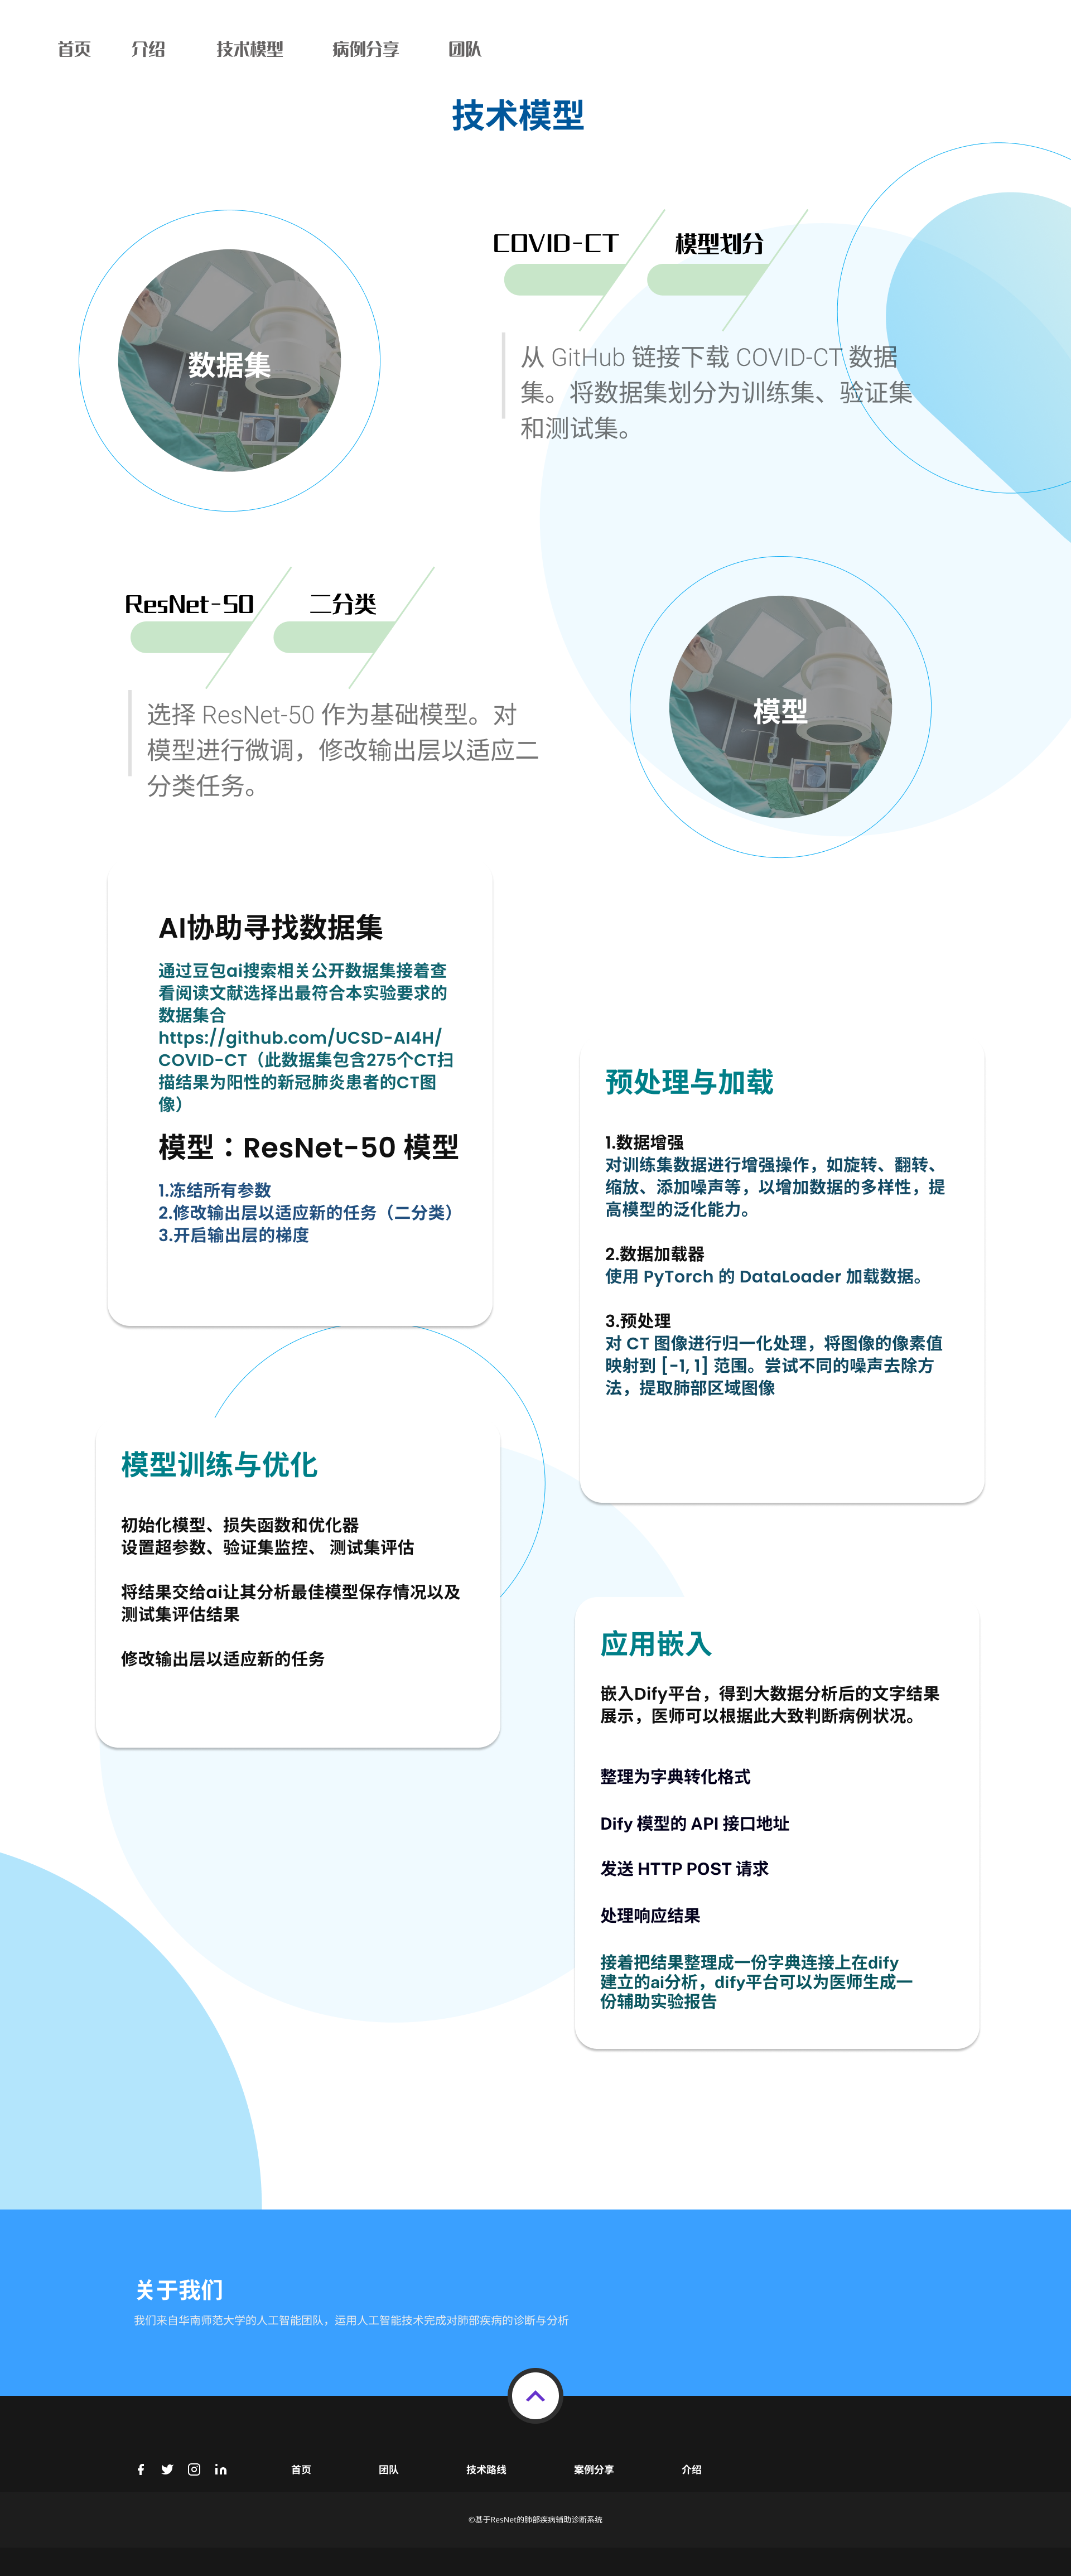 首页 介绍 技术模型 病例分享 团队
技术模型
数据集
COVID-CT 模型划分
从 GitHub 链接下载 COVID-CT 数据
集。将数据集划分为训练集、验证集
和测试集。
ResNet-50 二分类
选择 ResNet-50 作为基础模型。对
模型进行微调，修改输出层以适应二
分类任务。
模型
AI协助寻找数据集
通过豆包ai搜索相关公开数据集接着查
看阅读文献选择出最符合本实验要求的
数据集合
https://github.com/UCSD-AI4H/
COVID-CT（此数据集包含275个CT扫
描结果为阳性的新冠肺炎患者的CT图
像）
模型：ResNet-50 模型
1.冻结所有参数
2.修改输出层以适应新的任务（二分类）
3.开启输出层的梯度
预处理与加载
1.数据增强
对训练集数据进行增强操作，如旋转、翻转、
缩放、添加噪声等，以增加数据的多样性，提
高模型的泛化能力。
2.数据加载器
使用 PyTorch 的 DataLoader 加载数据。
3.预处理
对 CT 图像进行归一化处理，将图像的像素值
映射到 [-1, 1] 范围。尝试不同的噪声去除方
法，提取肺部区域图像
模型训练与优化
初始化模型、损失函数和优化器
设置超参数、验证集监控、 测试集评估
将结果交给ai让其分析最佳模型保存情况以及
测试集评估结果
修改输出层以适应新的任务
应用嵌入
嵌入Dify平台，得到大数据分析后的文字结果
展示，医师可以根据此大致判断病例状况。
整理为字典转化格式
Dify 模型的 API 接口地址
发送 HTTP POST 请求
处理响应结果
接着把结果整理成一份字典连接上在dify
建立的ai分析，dify平台可以为医师生成一
份辅助实验报告
关于我们
我们来自华南师范大学的人工智能团队，运用人工智能技术完成对肺部疾病的诊断与分析
首页 团队 技术路线 案例分享 介绍
©基于ResNet的肺部疾病辅助诊断系统